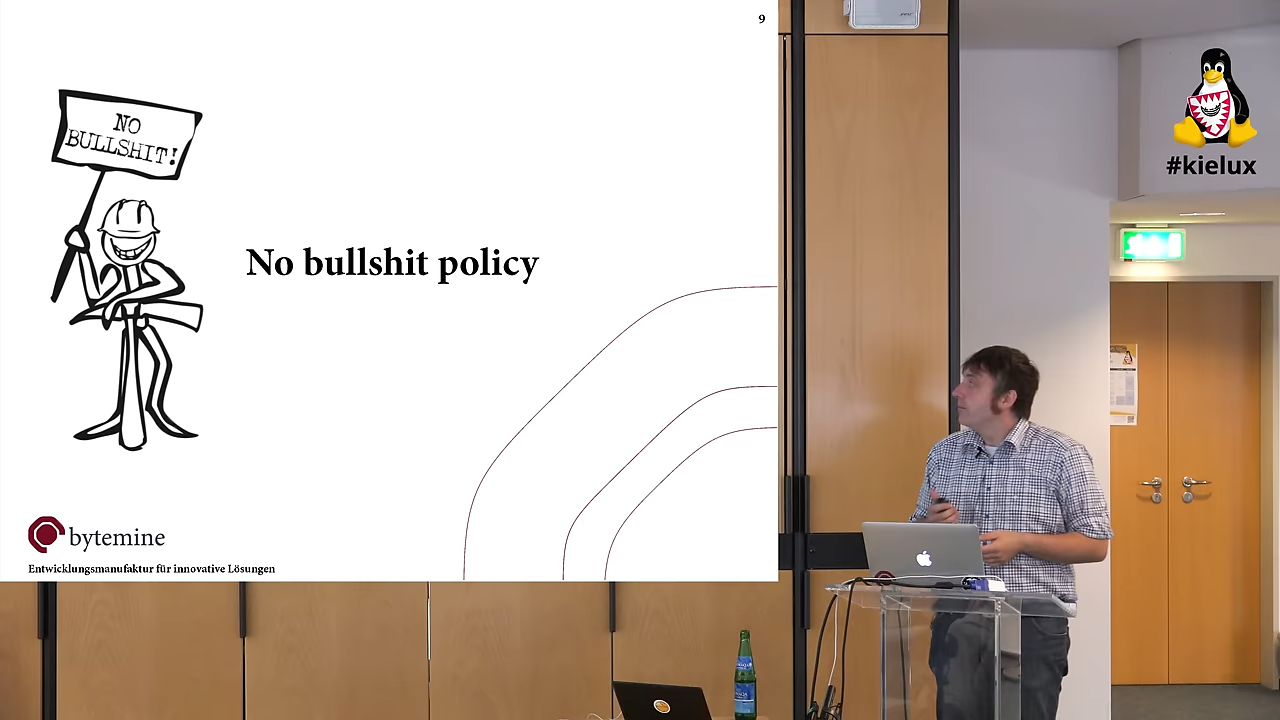 9
NO
BULLSHIT!
No bullshit policy
bytemine
Entwicklungsmanufaktur für innovative Lösungen
#kielux